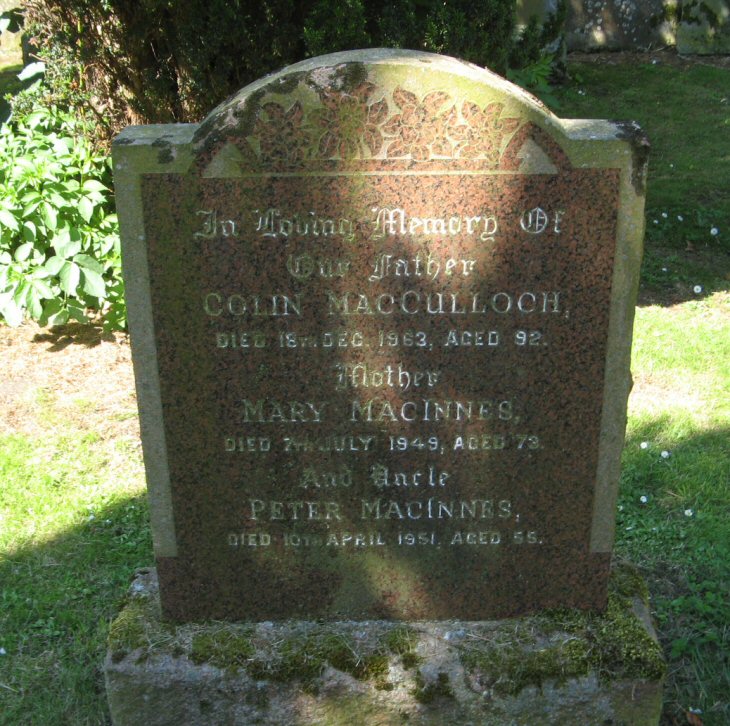 In Loving Memory Of
Our Father
COLIN MACCULLOCH,
DIED 18TH DEC. 1963, AGED 92.
Mother
MARY MACINNES,
DIED 7TH JULY 1949, AGED 73.
And Uncle
PETER MACINNES,
DIED 10TH APRIL 1951, AGED 55.